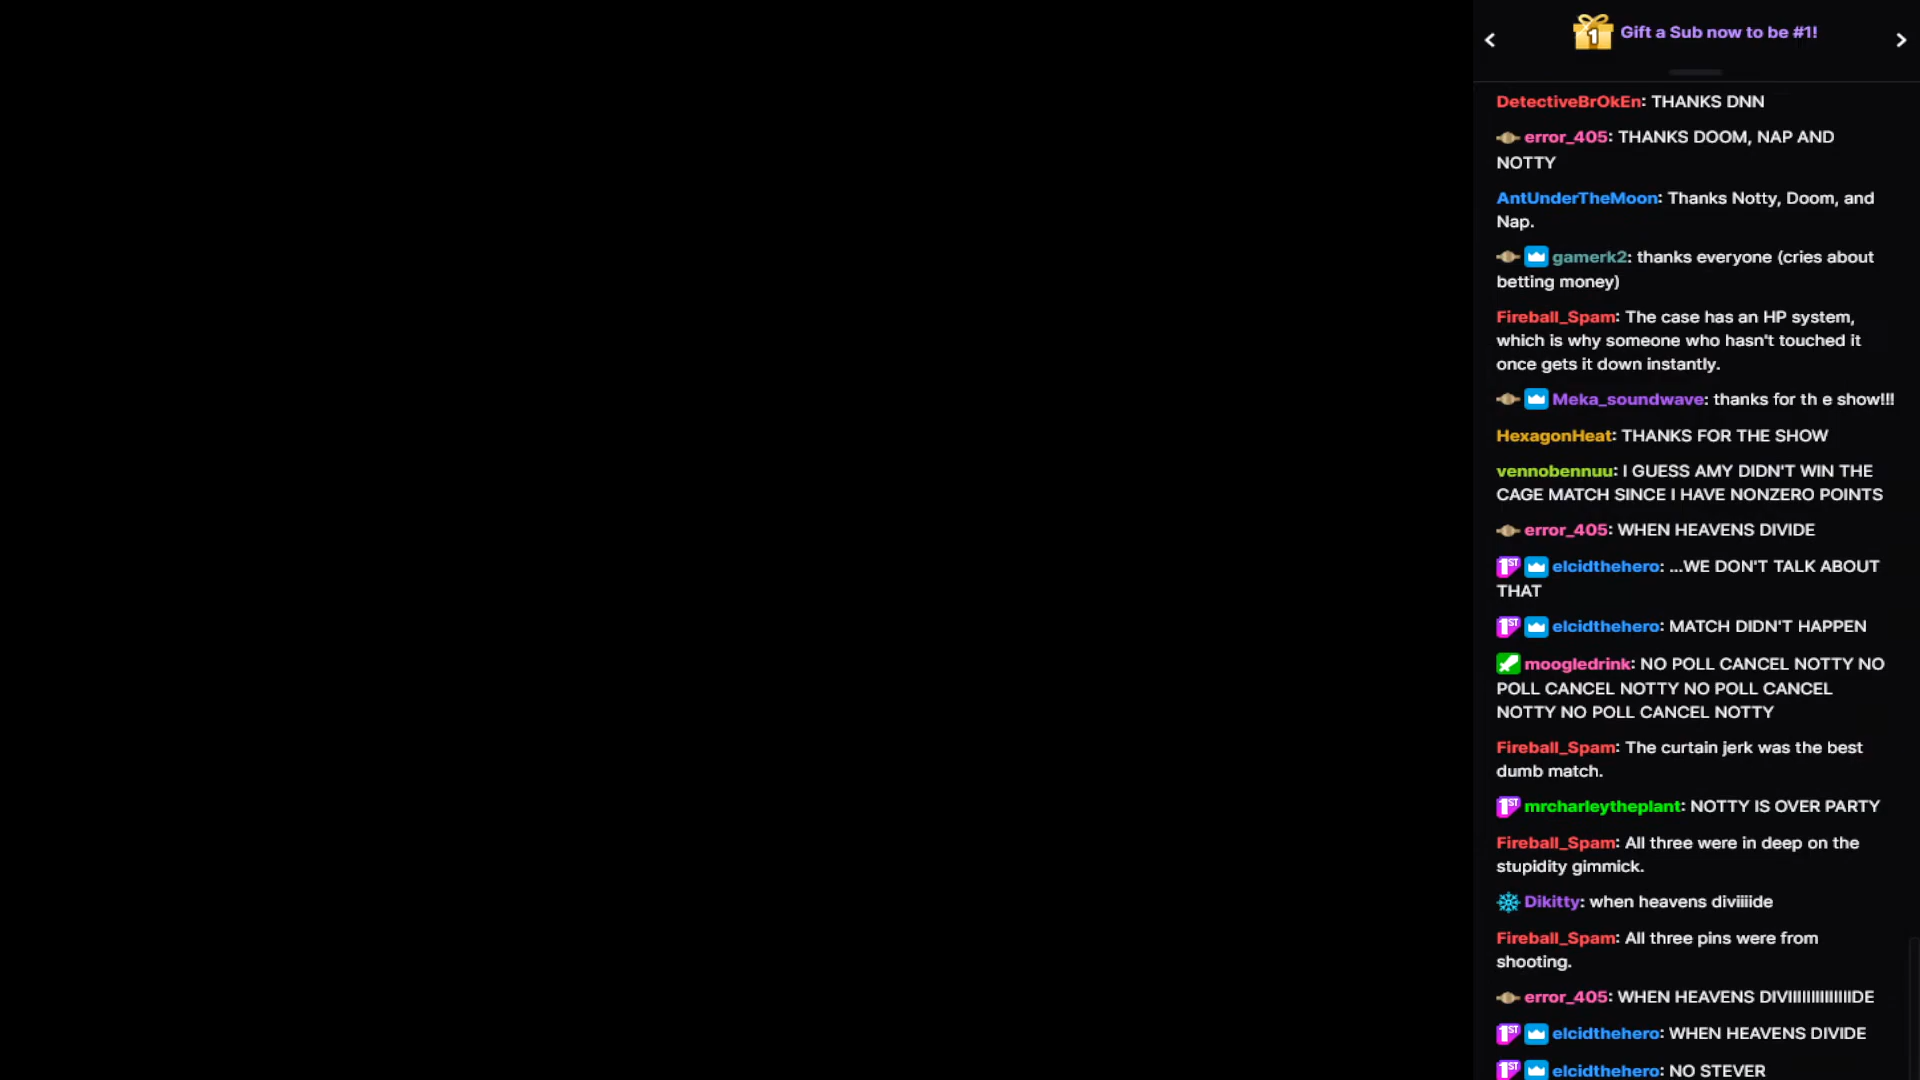 1 Gift a Sub now to be #1!
DetectiveBrOkEn: THANKS DNN
error_405: THANKS DOOM, NAP AND
NOTTY
AntUnderTheMoon: Thanks Notty, Doom, and
Nap.
gamerk2: thanks everyone (cries about
betting money)
Fireball_Spam: The case has an HP system,
which is why someone who hasn't touched it
once gets it down instantly.
Meka_soundwave: thanks for th e show!!!
HexagonHeat: THANKS FOR THE SHOW
vennobennuu: I GUESS AMY DIDN'T WIN THE
CAGE MATCH SINCE I HAVE NONZERO POINTS
error_405: WHEN HEAVENS DIVIDE
1ST elcidthehero: ...WE DON'T TALK ABOUT
THAT
1ST elcidthehero: MATCH DIDN'T HAPPEN
moogledrink: NO POLL CANCEL NOTTY NO
POLL CANCEL NOTTY NO POLL CANCEL
NOTTY NO POLL CANCEL NOTTY
Fireball_Spam: The curtain jerk was the best
dumb match.
1ST mrcharleytheplant: NOTTY IS OVER PARTY
Fireball_Spam: All three were in deep on the
stupidity gimmick.
Dikitty: when heavens diviiiide
Fireball_Spam: All three pins were from
shooting.
error_405: WHEN HEAVENS DIVIIIIIIIIIIIIIIDE
1ST elcidthehero: WHEN HEAVENS DIVIDE
1ST elcidthehero: NO STEVER